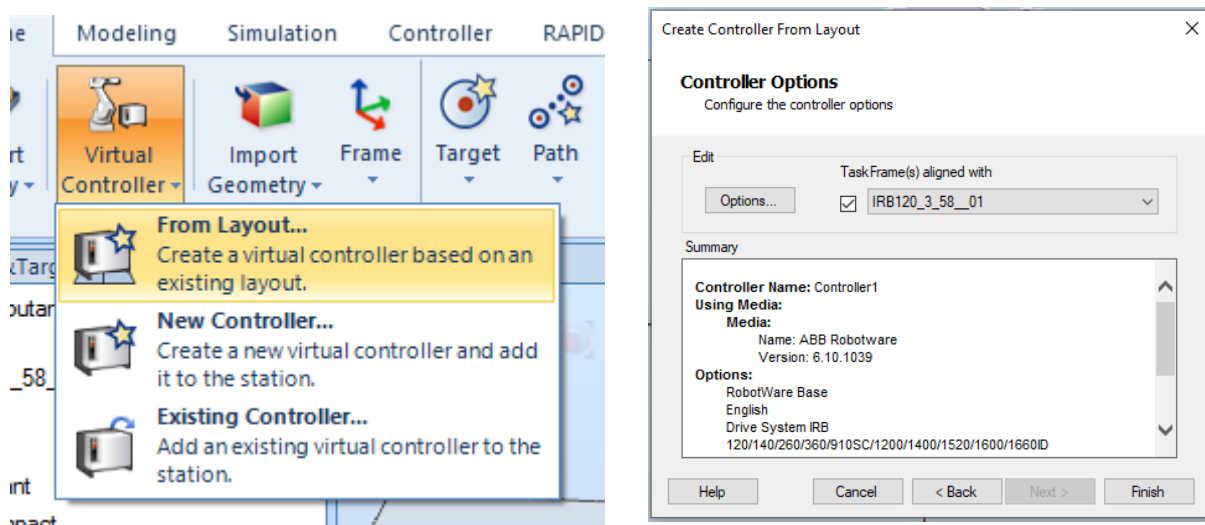 Modeling Simulation Controller RAPID
Virtual Controller
Import Geometry
Frame
Target
Path
From Layout...
Create a virtual controller based on an
existing layout.
New Controller...
Create a new virtual controller and add
it to the station.
Existing Controller...
Add an existing virtual controller to the
station.
_58_
Create Controller From Layout
Controller Options
Configure the controller options
Edit
TaskFrame(s) aligned with
Options...
IRB120_3_58__01
Summary
Controller Name: Controller1
Using Media:
Media:
Name: ABB Robotware
Version: 6.10.1039
Options:
RobotWare Base
English
Drive System IRB
120/140/260/360/910SC/1200/1400/1520/1600/1660ID
Help
Cancel
< Back
Next >
Finish